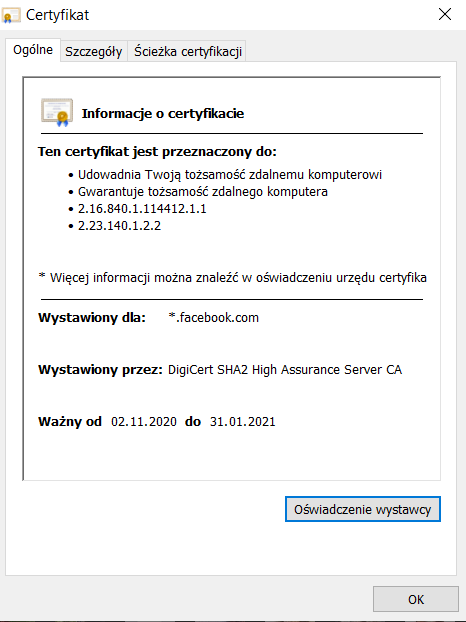 Certyfikat
Ogólne Szczegóły Ścieżka certyfikacji
Informacje o certyfikacie
Ten certyfikat jest przeznaczony do:
• Udowadnia Twoją tożsamość zdalnemu komputerowi
• Gwarantuje tożsamość zdalnego komputera
• 2.16.840.1.114412.1.1
• 2.23.140.1.2.2
* Więcej informacji można znaleźć w oświadczeniu urzędu certyfika
Wystawiony dla: *.facebook.com
Wystawiony przez: DigiCert SHA2 High Assurance Server CA
Ważny od 02.11.2020 do 31.01.2021
Oświadczenie wystawcy
OK